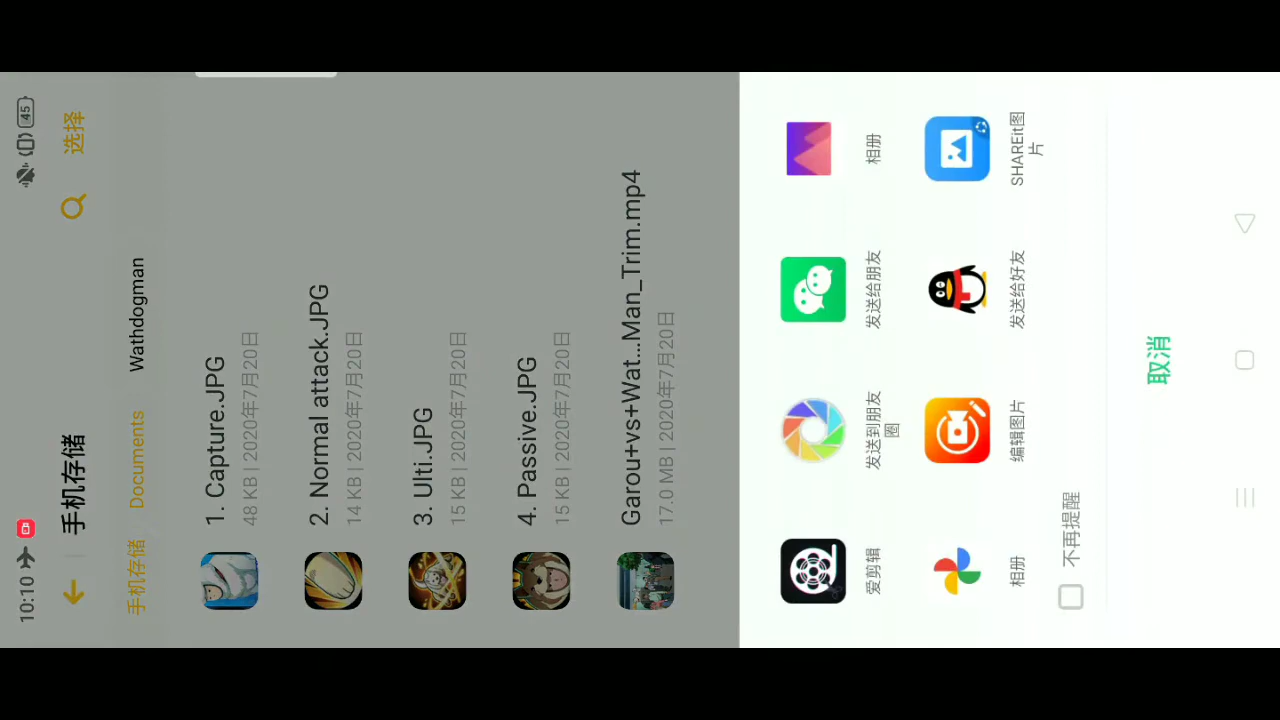 10:10
45
手机存储
选择
手机存储
Documents
Wathdogman
1. Capture.JPG
48 KB | 2020年7月20日
2. Normal attack.JPG
14 KB | 2020年7月20日
3. Ulti.JPG
15 KB | 2020年7月20日
4. Passive.JPG
15 KB | 2020年7月20日
Garou+vs+Wat...Man_Trim.mp4
17.0 MB | 2020年7月20日
爱剪辑
发送到朋友
圈
发送给朋友
相册
相册
编辑图片
发送给好友
SHAREit图
片
不再提醒
取消